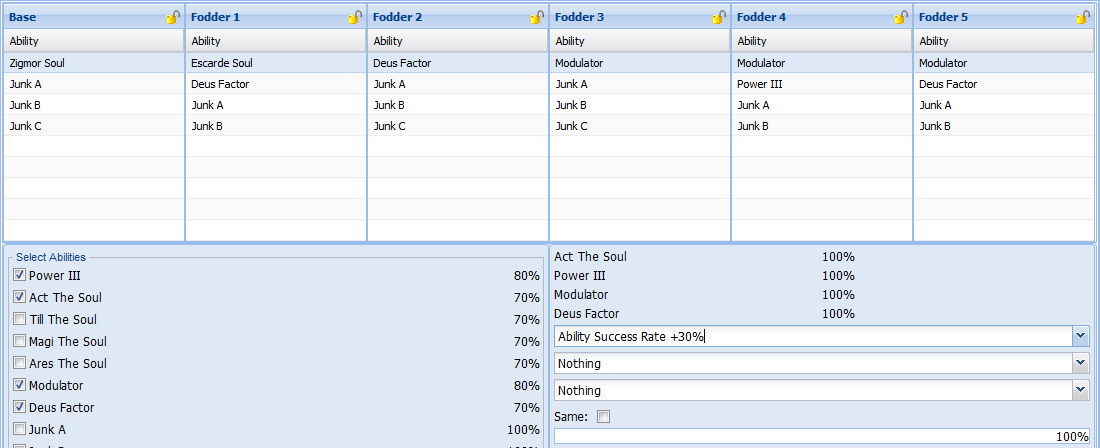 Base Fodder 1 Fodder 2 Fodder 3 Fodder 4 Fodder 5
Ability Ability Ability Ability Ability Ability
Zigmor Soul Escarde Soul Deus Factor Modulator Modulator Modulator
Junk A Deus Factor Junk A Junk A Power III Deus Factor
Junk B Junk A Junk B Junk B Junk A Junk A
Junk C Junk B Junk C Junk C Junk B Junk B
Select Abilities
Power III 80%
Act The Soul 70%
Till The Soul 70%
Magi The Soul 70%
Ares The Soul 70%
Modulator 80%
Deus Factor 70%
Junk A 100%
Act The Soul 100%
Power III 100%
Modulator 100%
Deus Factor 100%
Ability Success Rate +30%
Nothing
Nothing
Same:
100%